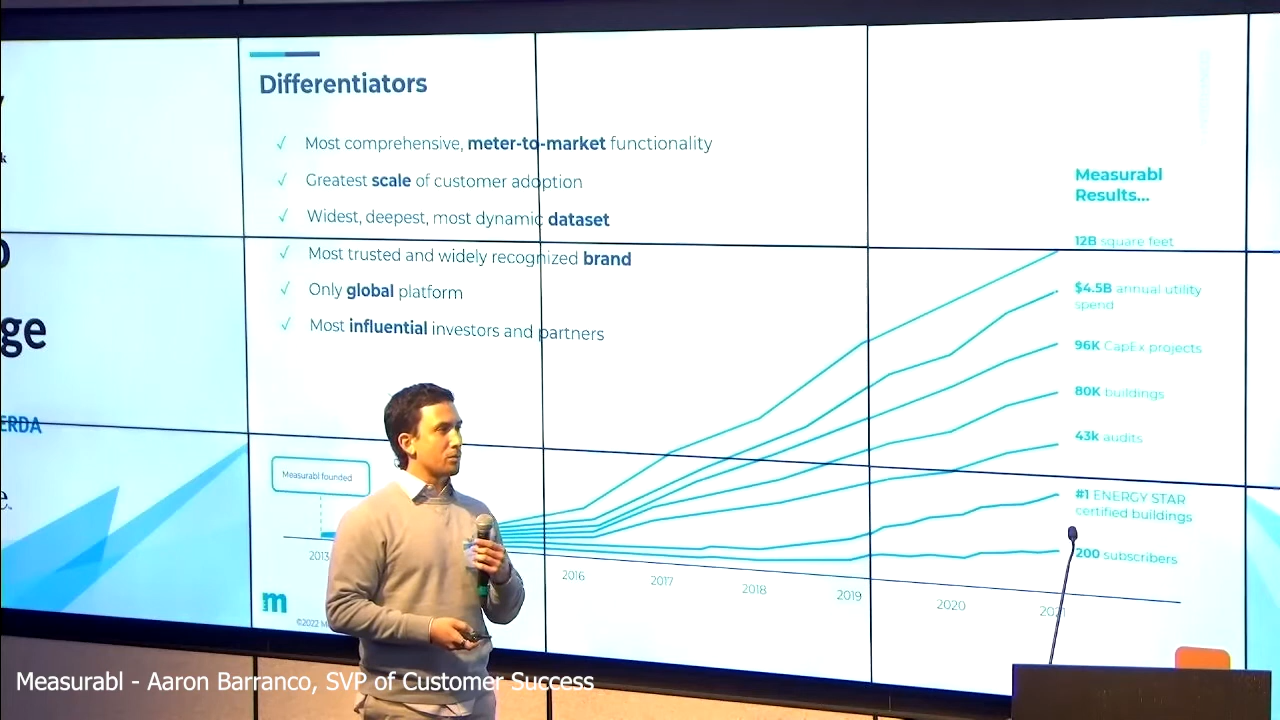 Differentiators
✓ Most comprehensive, meter-to-market functionality
✓ Greatest scale of customer adoption
✓ Widest, deepest, most dynamic dataset
✓ Most trusted and widely recognized brand
✓ Only global platform
✓ Most influential investors and partners
Measurabl
Results...
12B square feet
$4.5B annual utility
spend
96K CapEx projects
80K buildings
43k audits
#1 ENERGY STAR
certified buildings
200 subscribers
Measurabl founded
2013
2016
2017
2018
2019
2020
2021
m
©2022 M
ge
ERDA
Measurabl - Aaron Barranco, SVP of Customer Success